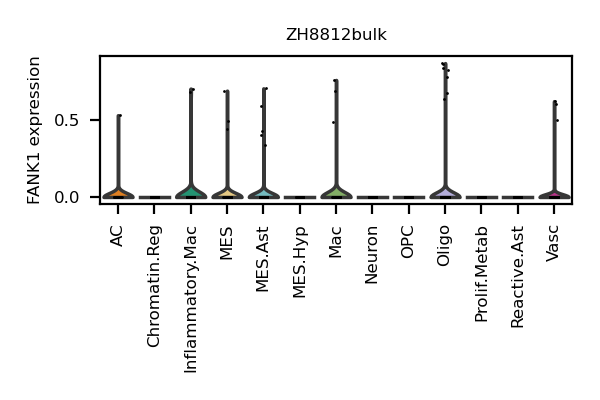 ZH8812bulk
FANK1 expression
0.5
0.0
AC
Chromatin.Reg
Inflammatory.Mac
MES
MES.Ast
MES.Hyp
Mac
Neuron
OPC
Oligo
Prolif.Metab
Reactive.Ast
Vasc